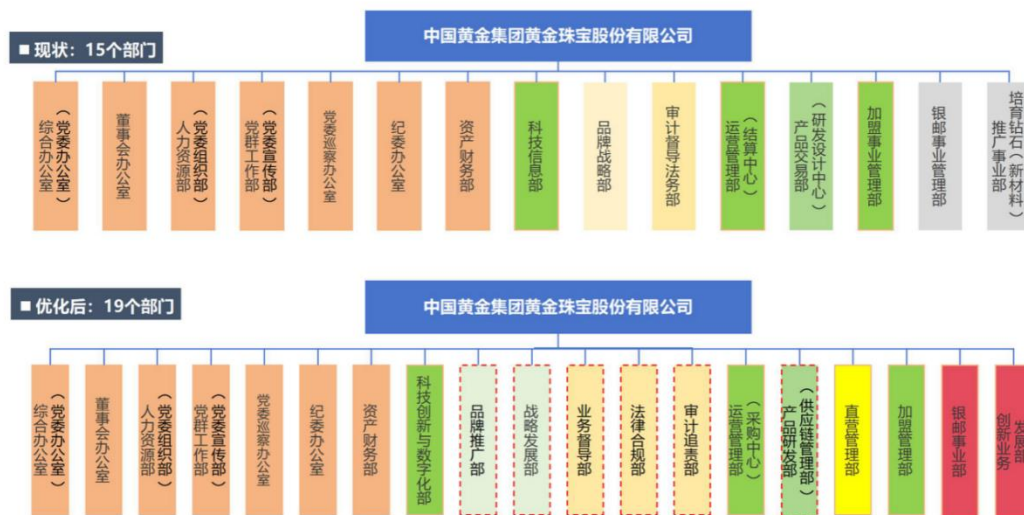 中国黄金集团黄金珠宝股份有限公司
■ 现状：15个部门
综合办公室
（党委办公室）
董事会办公室
人力资源部
（党委组织部）
党群工作部
（党委宣传部）
党委巡察办公室
纪委办公室
资产财务部
科技信息部
品牌战略部
审计督导法务部
运营管理部
（结算中心）
产品交易部
（研发设计中心）
加盟事业管理部
银邮事业管理部
培育钻石（新材料）
推广事业部
■ 优化后：19个部门
中国黄金集团黄金珠宝股份有限公司
综合办公室
（党委办公室）
董事会办公室
人力资源部
（党委组织部）
党群工作部
（党委宣传部）
党委巡察办公室
纪委办公室
资产财务部
科技创新与数字化部
品牌推广部
战略发展部
业务督导部
法律合规部
审计追责部
运营管理部
（采购中心）
产品研发部
（供应链管理部）
直营管理部
加盟管理部
银邮事业部
创新业务
发展部